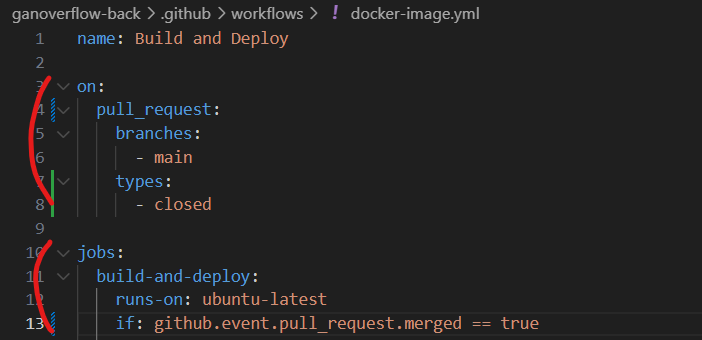 ganoverflow-back > .github > workflows > ! docker-image.yml
1 name: Build and Deploy
2
3 on:
4 pull_request:
5 branches:
6 - main
7 types:
8 - closed
9
10 jobs:
11 build-and-deploy:
12 runs-on: ubuntu-latest
13 if: github.event.pull_request.merged == true